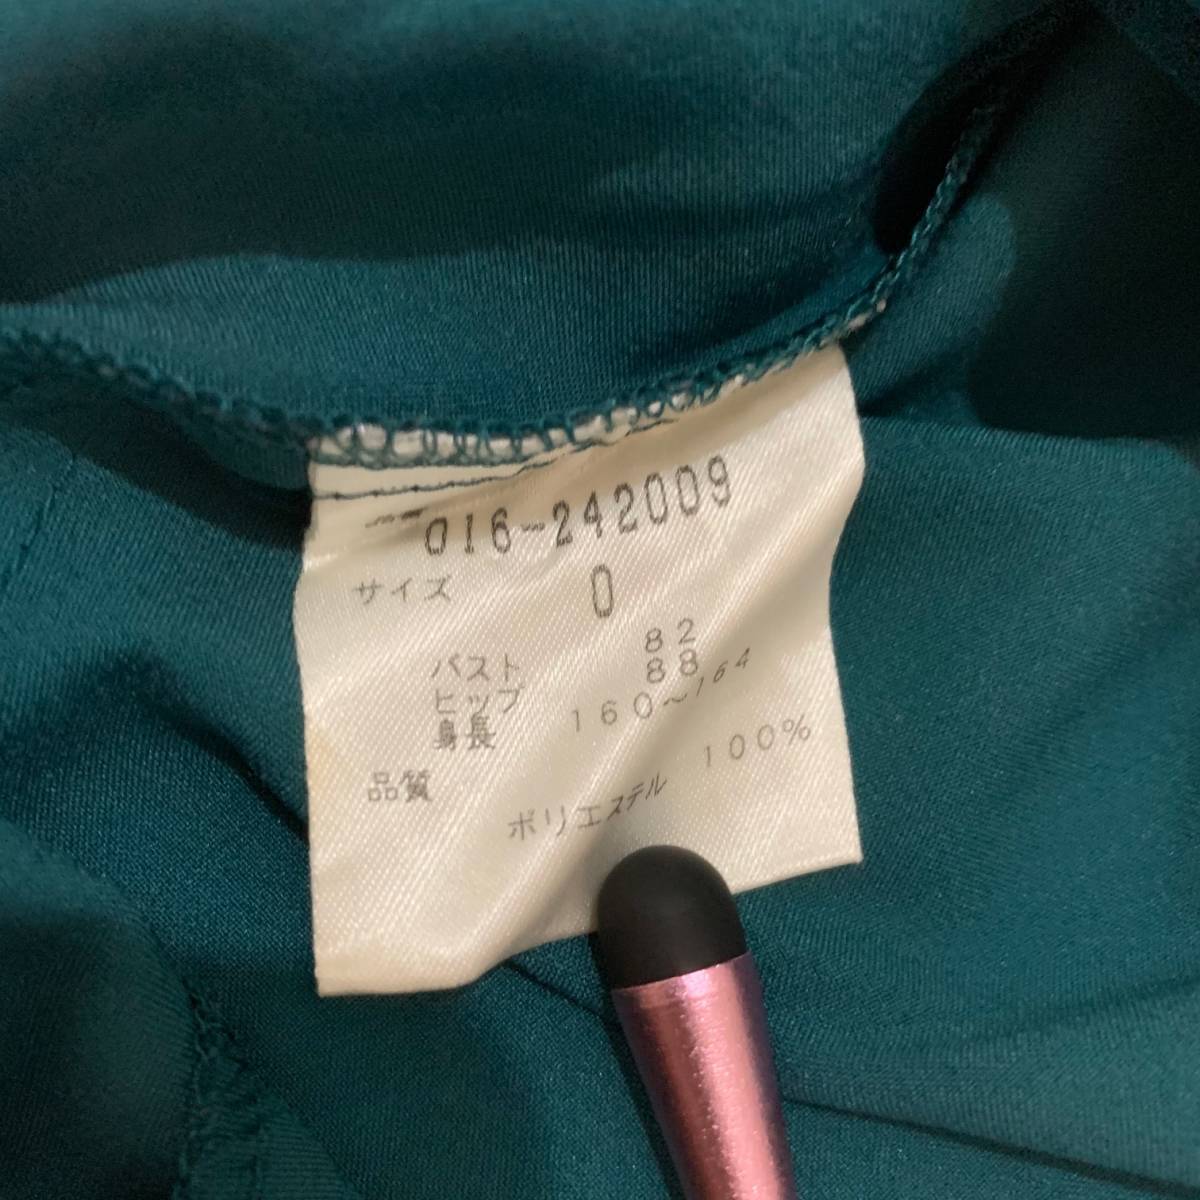 016-242009
サイズ 0
バスト 82
ヒップ 88
身長 160～164
品質
ポリエステル 100%